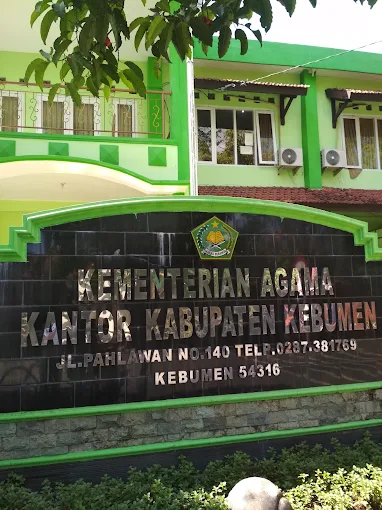 KEMENTERIAN AGAMA
KANTOR KABUPATEN KEBUMEN
JL.PAHLAWAN NO.140 TELP.0287.381769
KEBUMEN 54316